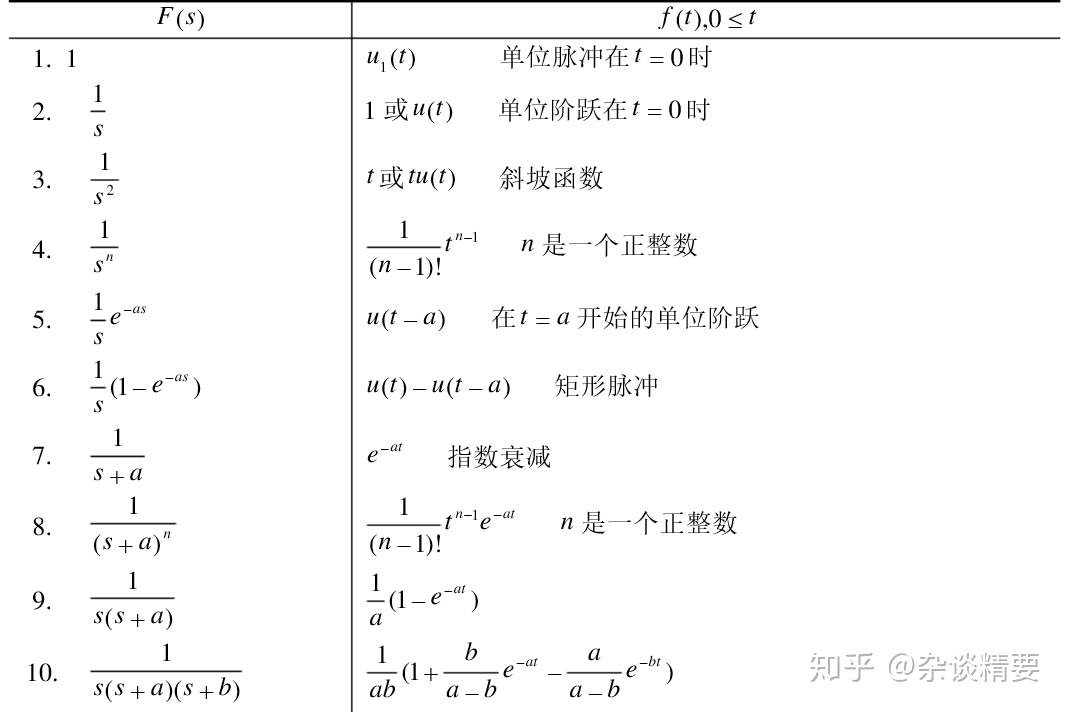 F(s) f(t),0 ≤ t
1. 1 u₁(t) 单位脉冲在 t = 0 时
2. \frac{1}{s} 1 或 u(t) 单位阶跃在 t = 0 时
3. \frac{1}{s^2} t 或 tu(t) 斜坡函数
4. \frac{1}{s^n} \frac{1}{(n-1)!} t^{n-1} n 是一个正整数
5. \frac{1}{s} e^{-as} u(t-a) 在 t = a 开始的单位阶跃
6. \frac{1}{s} (1-e^{-as}) u(t)-u(t-a) 矩形脉冲
7. \frac{1}{s+a} e^{-at} 指数衰减
8. \frac{1}{(s+a)^n} \frac{1}{(n-1)!} t^{n-1} e^{-at} n 是一个正整数
9. \frac{1}{s(s+a)} \frac{1}{a} (1-e^{-at})
10. \frac{1}{s(s+a)(s+b)} \frac{1}{ab} (1+\frac{b}{a-b} e^{-at} - \frac{a}{a-b} e^{-bt})
知乎 @杂谈精要